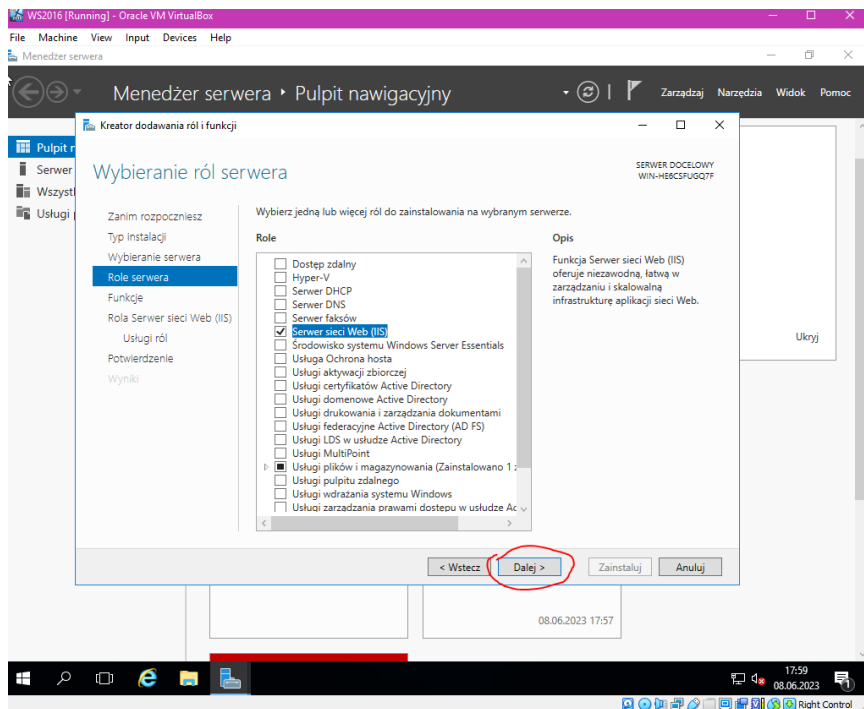 WS2016 [Running] - Oracle VM VirtualBox
File Machine View Input Devices Help
Menedżer serwera
Menedżer serwera • Pulpit nawigacyjny
Zarządzaj Narzędzia Widok Pomoc
Kreator dodawania ról i funkcji
Pulpit n
Serwer
Wszystl
Usługi
Wybieranie ról serwera
SERWER DOCELOWY
WIN-HE6CSFUGQ7F
Zanim rozpoczniesz
Typ instalacji
Wybieranie serwera
Role serwera
Funkcje
Rola Serwer sieci Web (IIS)
Usługi ról
Potwierdzenie
Wyniki
Wybierz jedną lub więcej ról do zainstalowania na wybranym serwerze.
Role
Dostęp zdalny
Hyper-V
Serwer DHCP
Serwer DNS
Serwer faksów
Serwer sieci Web (IIS)
Środowisko systemu Windows Server Essentials
Usługa Ochrona hosta
Usługi aktywacji zbiorczej
Usługi certyfikatów Active Directory
Usługi domenowe Active Directory
Usługi drukowania i zarządzania dokumentami
Usługi federacyjne Active Directory (AD FS)
Usługi LDS w usłudze Active Directory
Usługi MultiPoint
Usługi plików i magazynowania (Zainstalowano 1 z
Usługi pulpitu zdalnego
Usługi wdrażania systemu Windows
Usługi zarządzania prawami dostępu w usłudze Ac
Opis
Funkcja Serwer sieci Web (IIS)
oferuje niezawodną, łatwą w
zarządzaniu i skalowalną
infrastrukturę aplikacji sieci Web.
Ukryj
< Wstecz Dalej > Zainstaluj Anuluj
08.06.2023 17:57
17:59
08.06.2023
1
Right Control